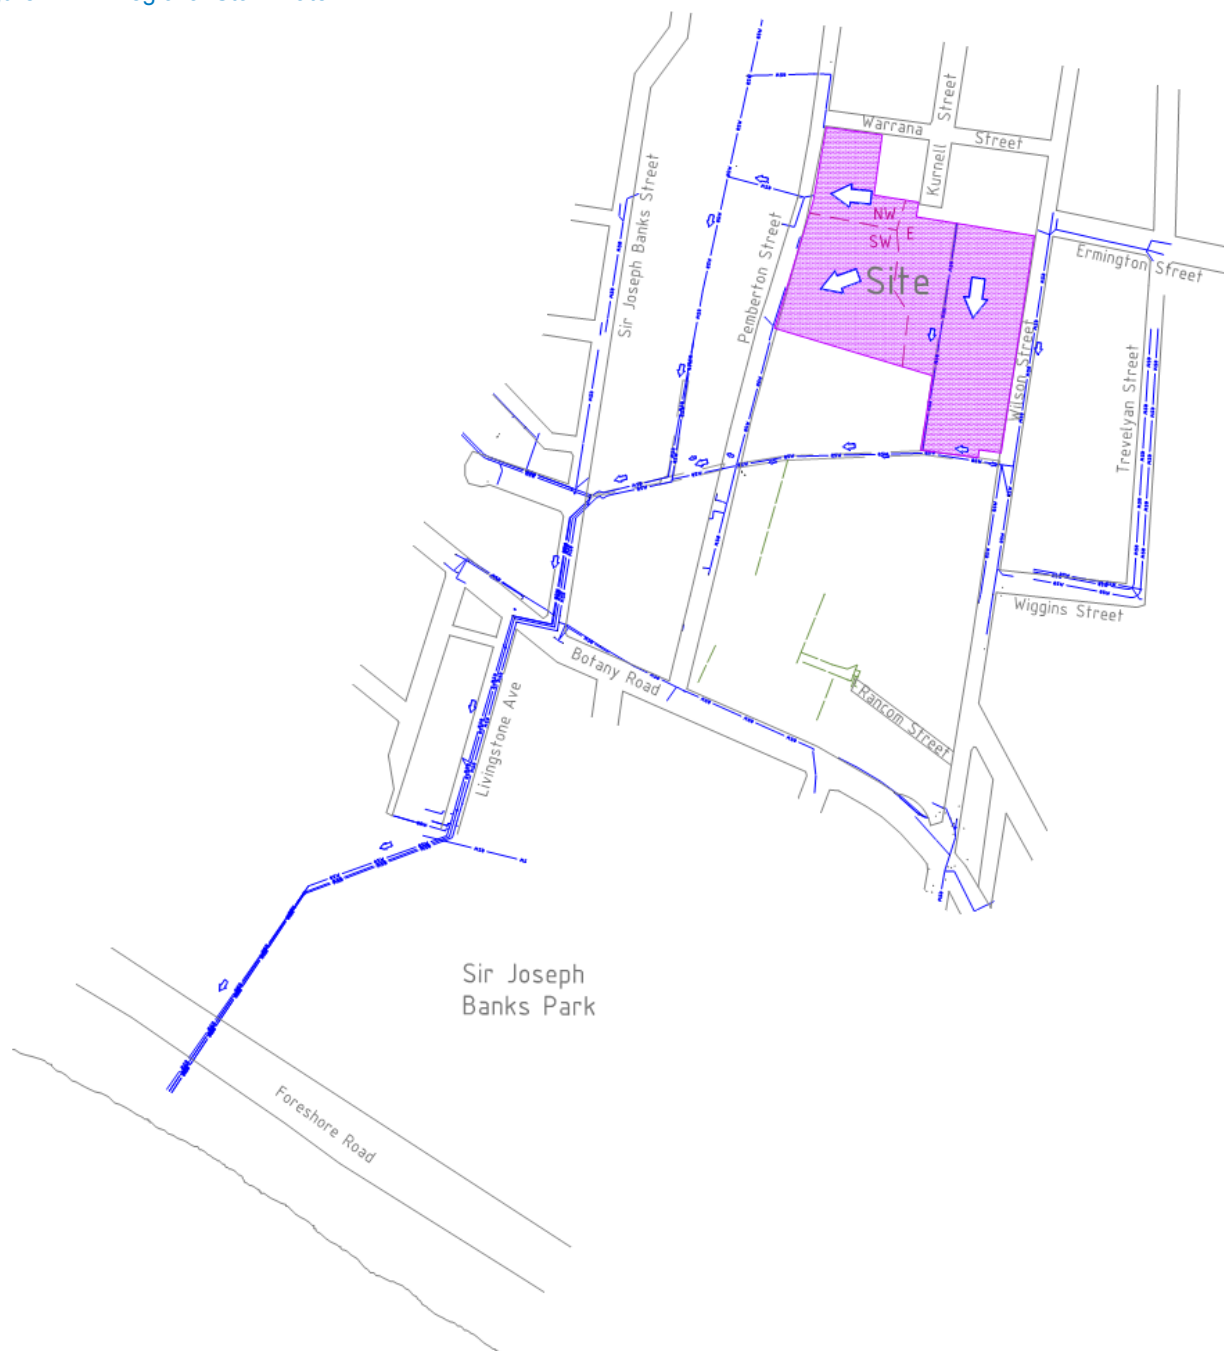 Warrana
Street
Street
Kurnell
Sir Joseph Banks Street
Pemberton Street
NW
SW
E
Site
Ermington Street
Wilson Street
Trevelyan Street
Wiggins Street
Botany Road
Rancom Street
Livingstone Ave
Sir Joseph
Banks Park
Foreshore Road